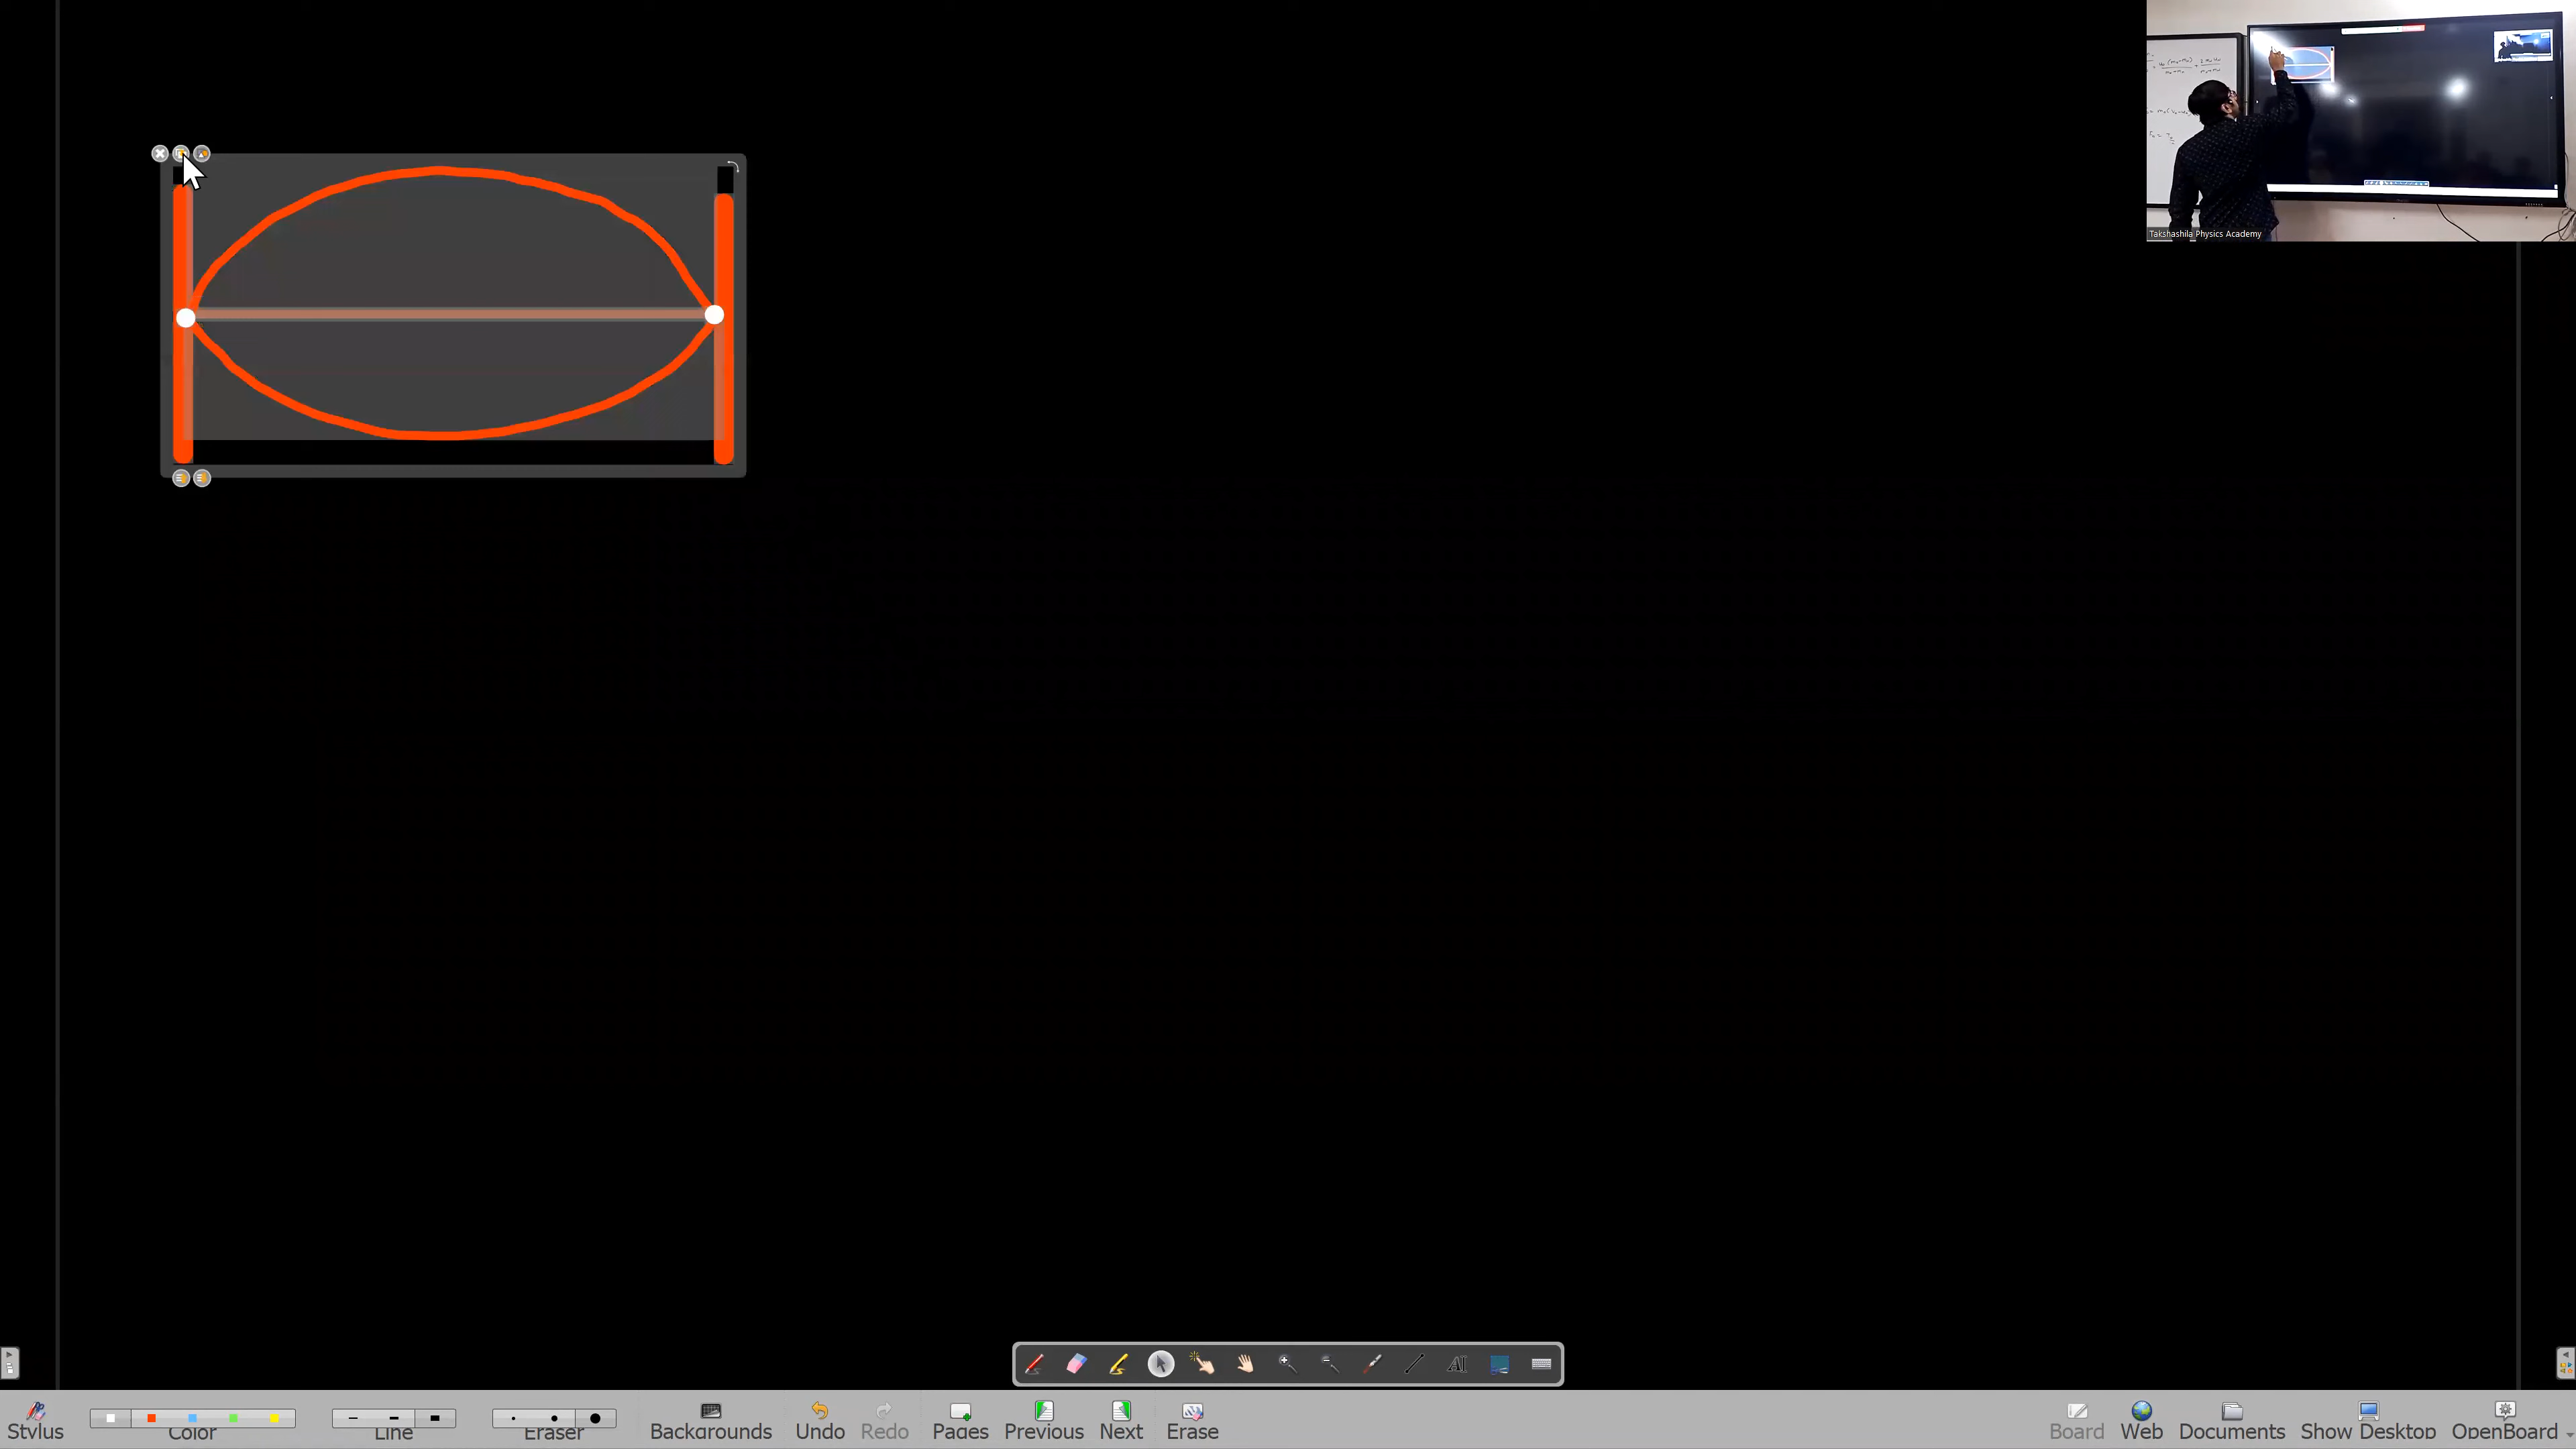 Takshashila Physics Academy
AI
Stylus
Color
Line
Eraser
Backgrounds
Undo
Redo
Pages
Previous
Next
Erase
Board
Web
Documents
Show Desktop
OpenBoard